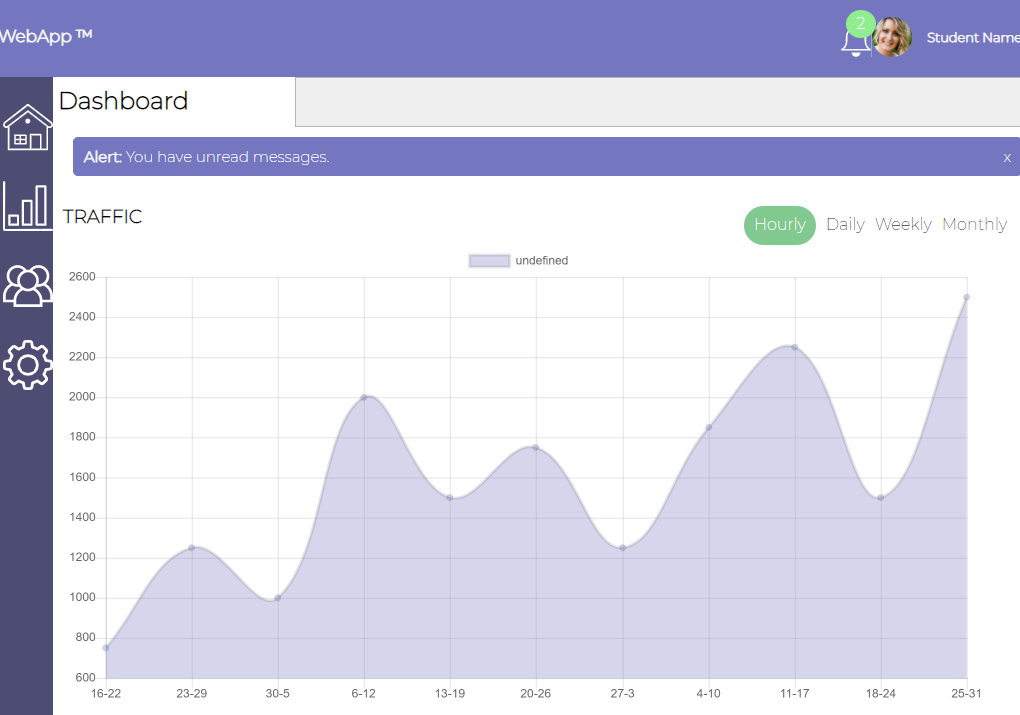 WebApp ™
2
Student Name
Dashboard
Alert: You have unread messages.
x
TRAFFIC
Hourly Daily Weekly Monthly
undefined
2600
2400
2200
2000
1800
1600
1400
1200
1000
800
600
16-22 23-29 30-5 6-12 13-19 20-26 27-3 4-10 11-17 18-24 25-31